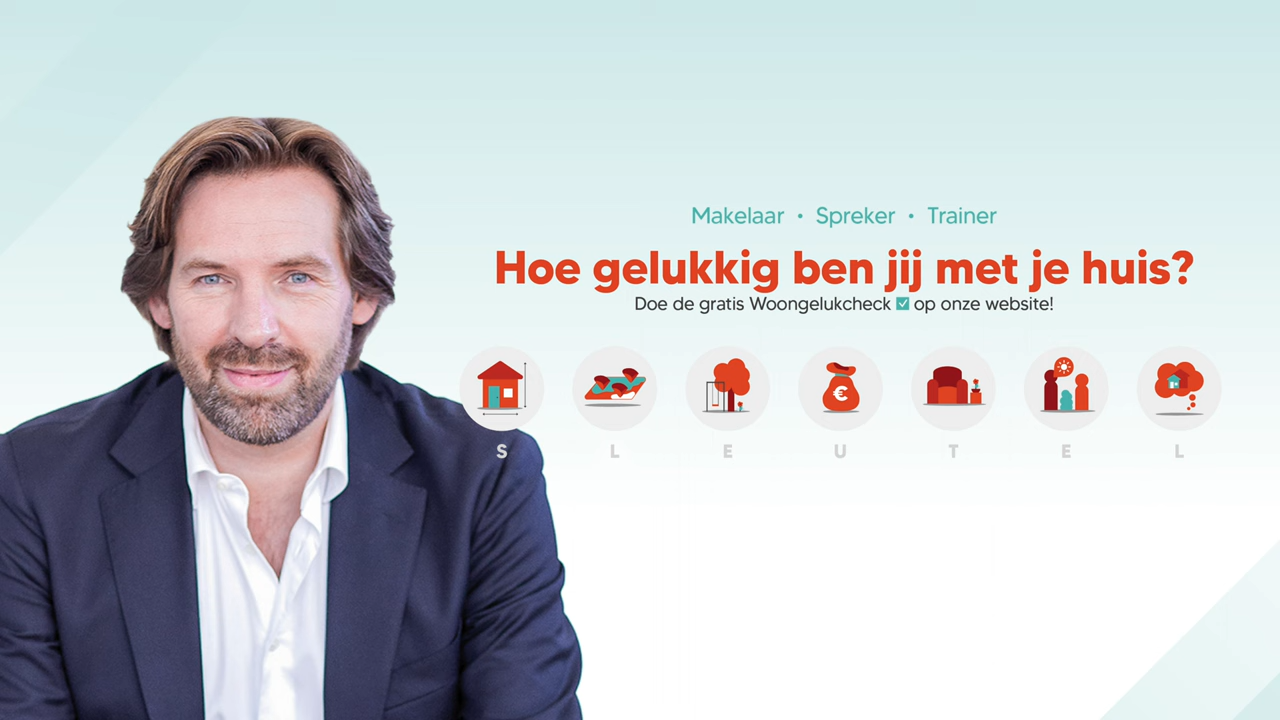 Makelaar • Spreker • Trainer
Hoe gelukkig ben jij met je huis?
Doe de gratis Woongelukcheck ☑ op onze website!
€
S L E U T E L